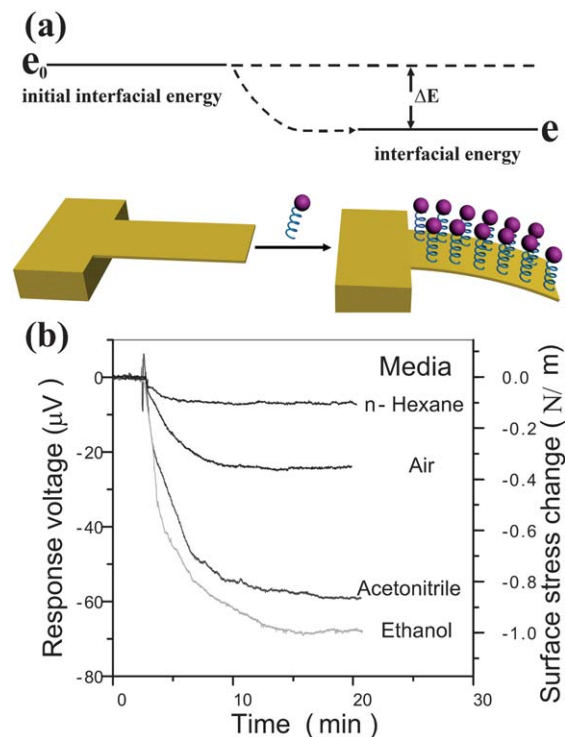 (a)
e₀
initial interfacial energy
ΔE
e
interfacial energy
(b)
Media
n - Hexane
Air
Acetonitrile
Ethanol
Response voltage (μV)
0
-20
-40
-60
-80
0.0
-0.2
-0.4
-0.6
-0.8
-1.0
Surface stress change ( N/ m)
0
10
20
30
Time ( min)